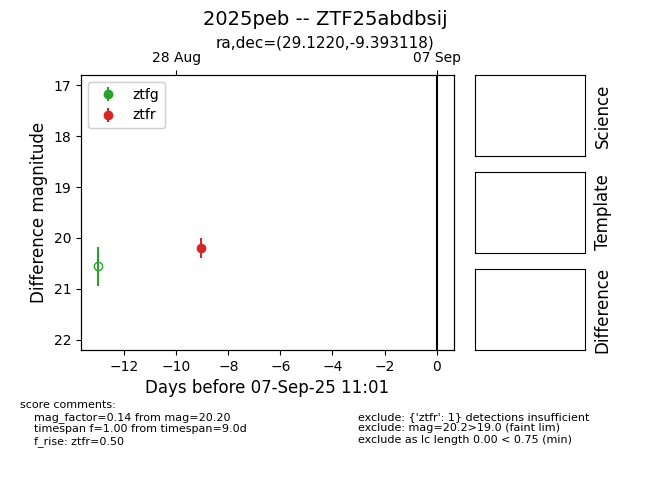 2025peb -- ZTF25abdbsij
ra,dec=(29.1220,-9.393118)
28 Aug
07 Sep
ztfg
ztfr
17
18
19
20
21
22
Difference magnitude
−12
−10
−8
−6
−4
−2
0
Days before 07-Sep-25 11:01
Science
Template
Difference
score comments:
mag_factor=0.14 from mag=20.20
timespan f=1.00 from timespan=9.0d
f_rise: ztfr=0.50
exclude: {'ztfr': 1} detections insufficient
exclude: mag=20.2>19.0 (faint lim)
exclude as lc length 0.00 < 0.75 (min)